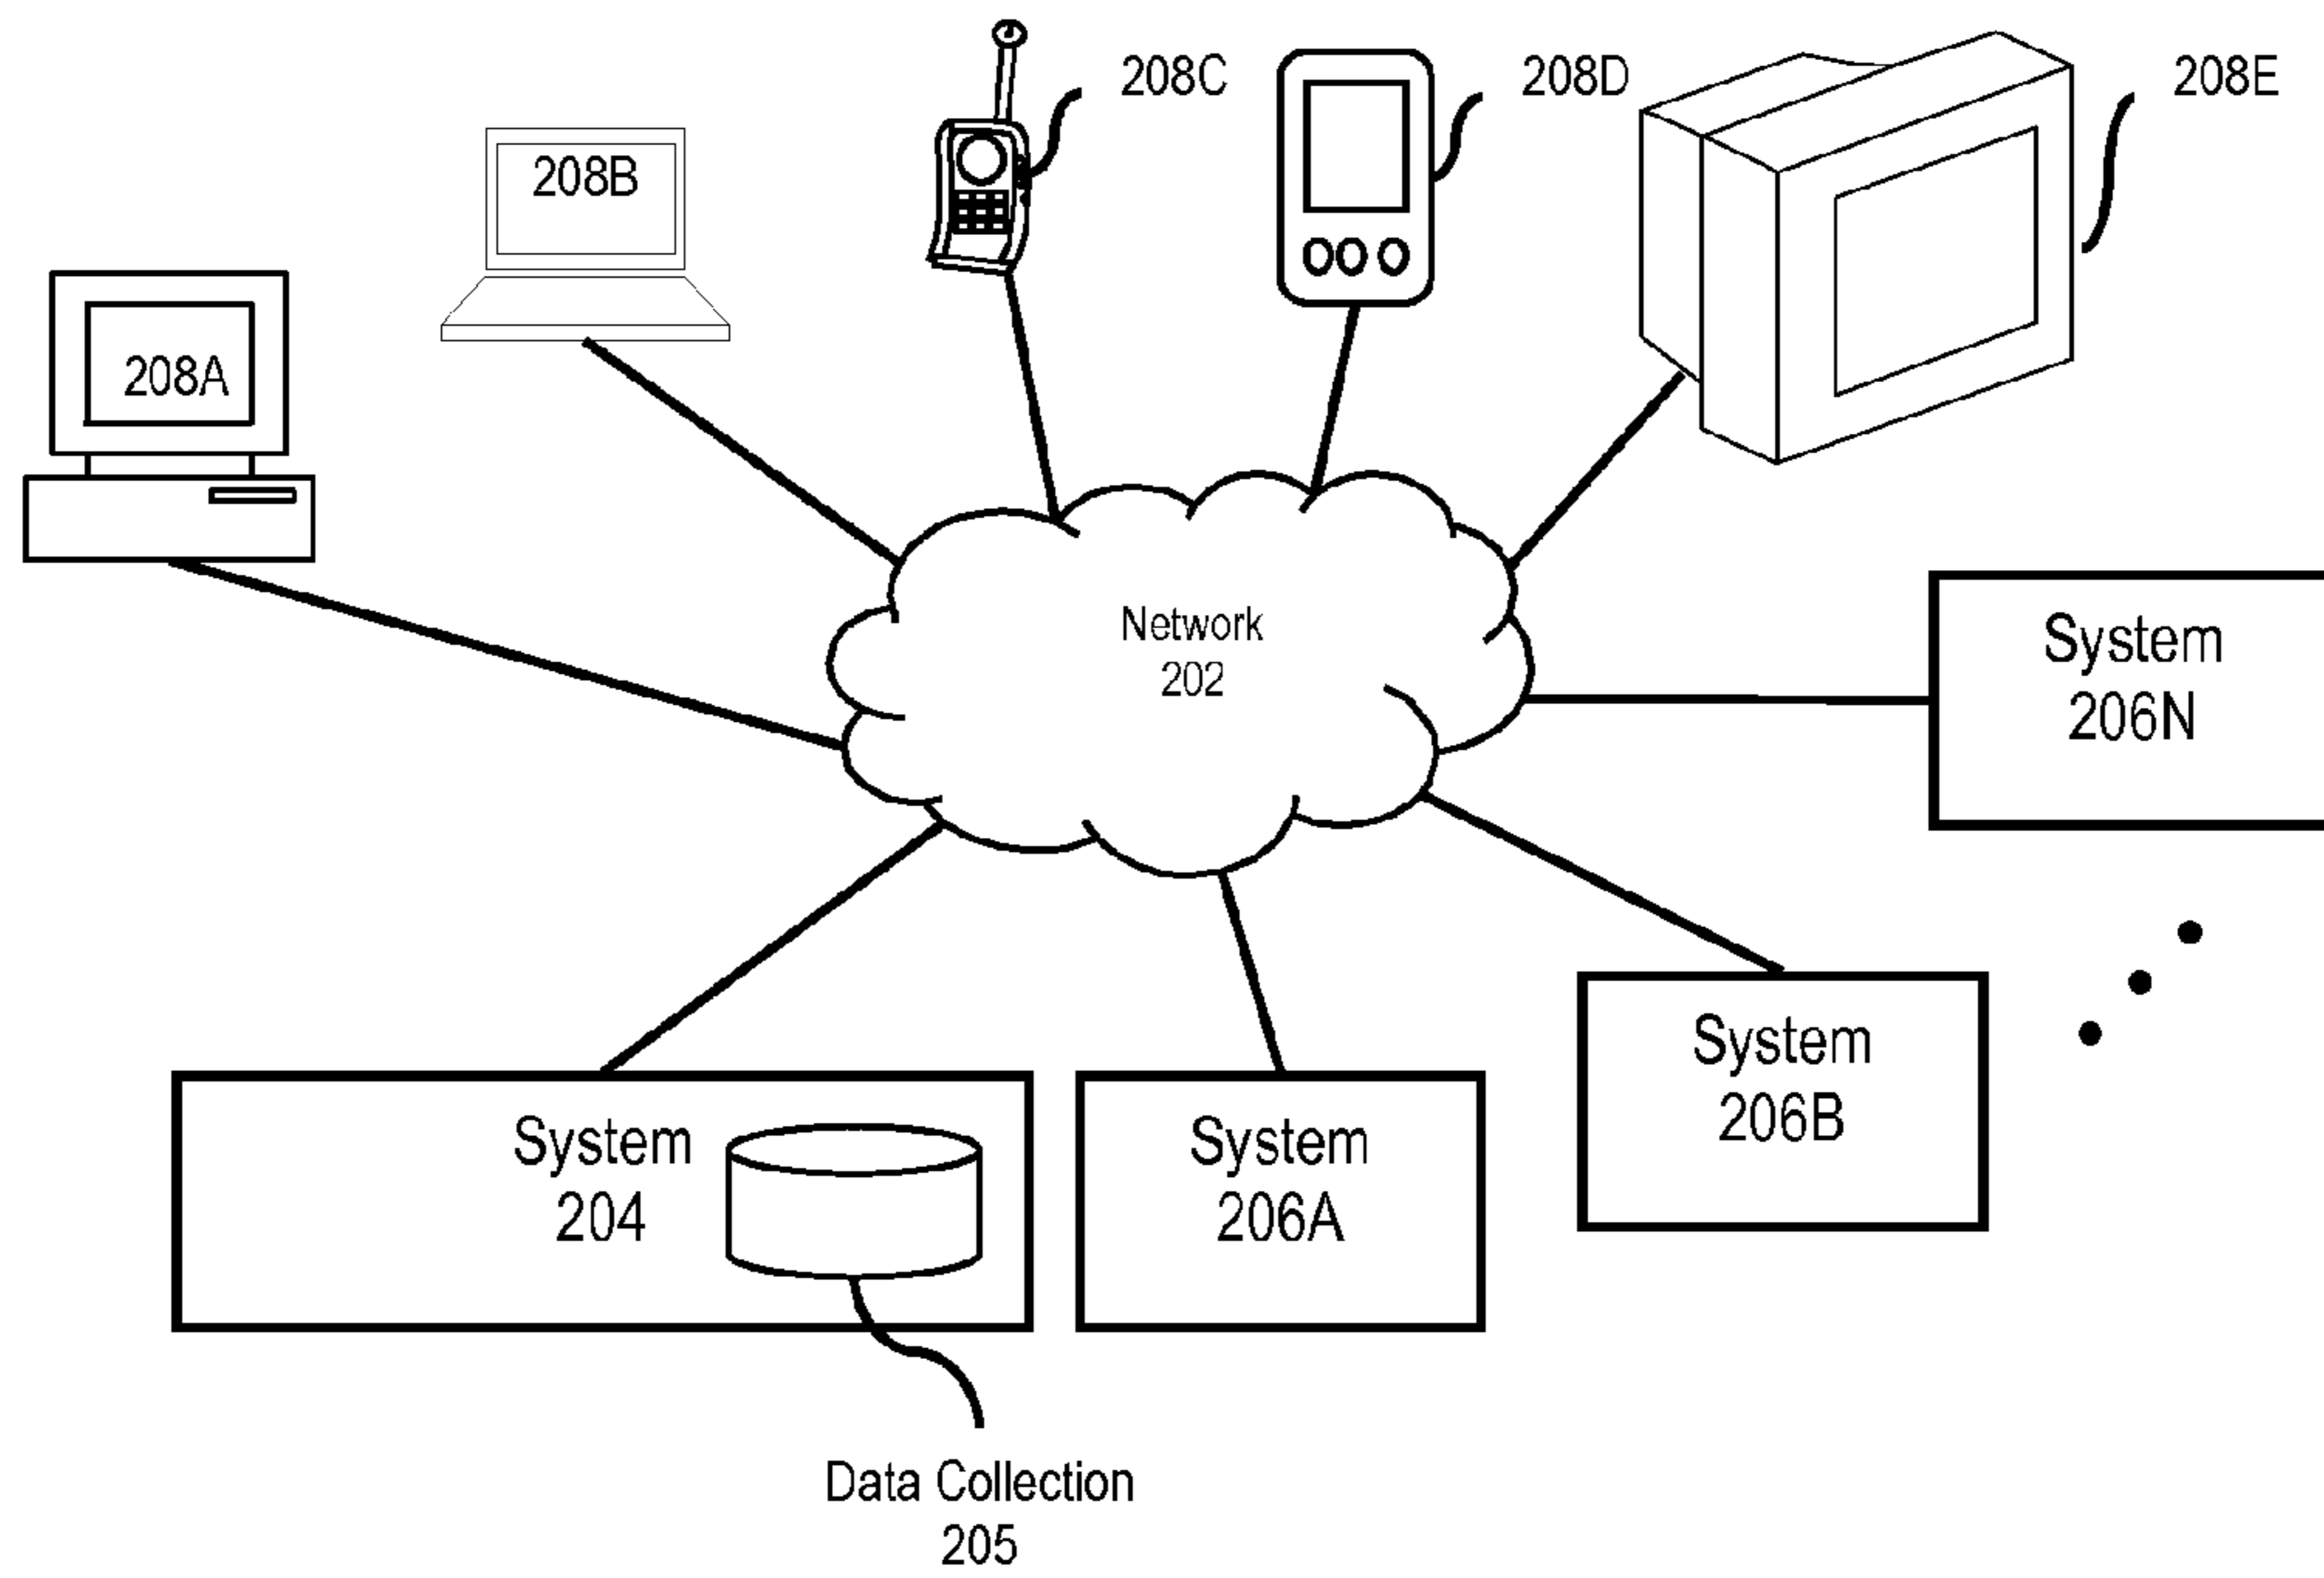 208C
208D
208E
208B
208A
Network
202
System
206N
System
206B
System
204
System
206A
Data Collection
205